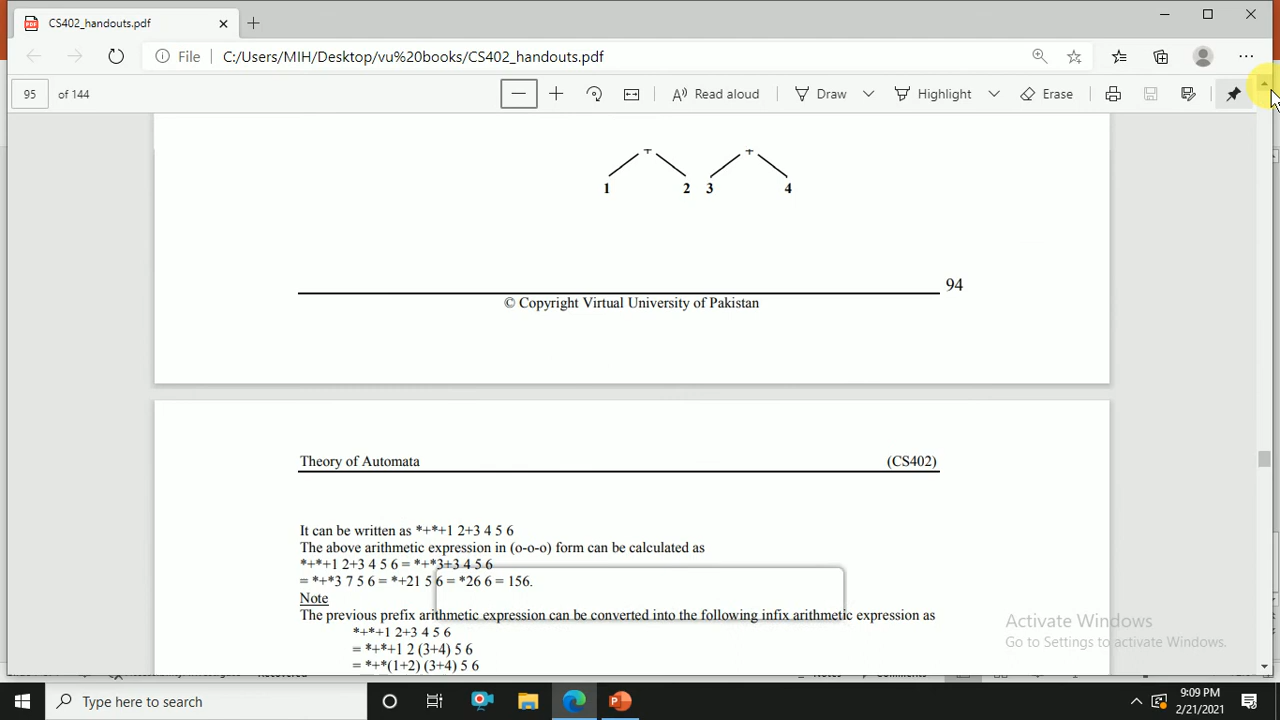 CS402_handouts.pdf
File C:/Users/MIH/Desktop/vu%20books/CS402_handouts.pdf
95 of 144 Read aloud Draw Highlight Erase
+ +
1 2 3 4
94
© Copyright Virtual University of Pakistan
Theory of Automata (CS402)
It can be written as *+*+1 2+3 4 5 6
The above arithmetic expression in (o-o-o) form can be calculated as
*+*+1 2+3 4 5 6 = *+*3+3 4 5 6
= *+*3 7 5 6 = *+21 5 6 = *26 6 = 156.
Note
The previous prefix arithmetic expression can be converted into the following infix arithmetic expression as
*+*+1 2+3 4 5 6
= *+*+1 2 (3+4) 5 6
= *+*(1+2) (3+4) 5 6
Activate Windows
Go to Settings to activate Windows.
Type here to search
9:09 PM
2/21/2021